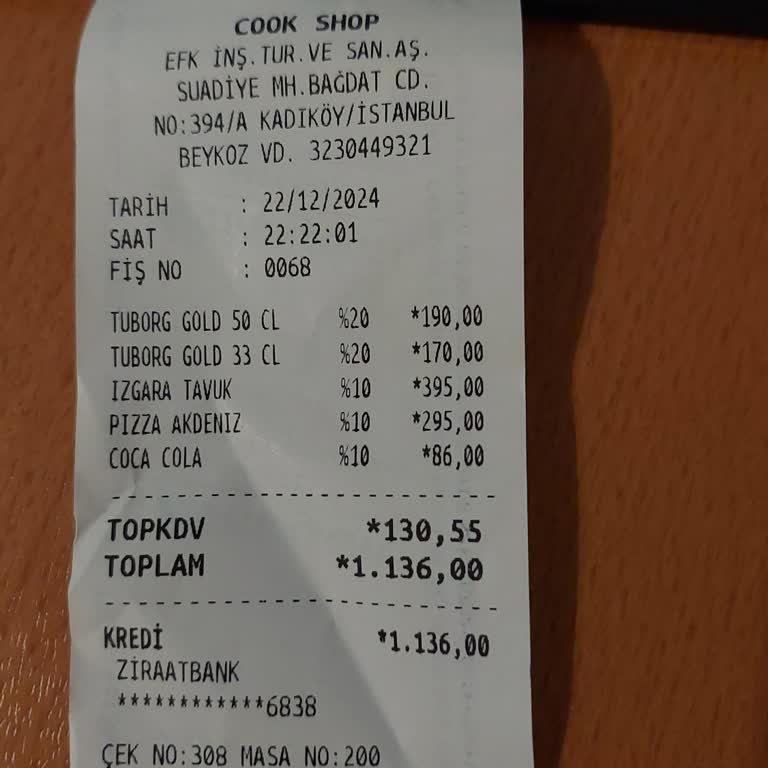 COOK SHOP
EFK İNŞ.TUR.VE SAN.AŞ.
SUADİYE MH.BAĞDAT CD.
NO:394/A KADIKÖY/İSTANBUL
BEYKOZ VD. 3230449321
TARİH : 22/12/2024
SAAT : 22:22:01
FİŞ NO : 0068
TUBORG GOLD 50 CL %20 *190,00
TUBORG GOLD 33 CL %20 *170,00
IZGARA TAVUK %10 *395,00
PIZZA AKDENIZ %10 *295,00
COCA COLA %10 *86,00
TOPKDV *130,55
TOPLAM *1.136,00
KREDİ *1.136,00
ZİRAATBANK
************6838
ÇEK NO:308 MASA NO:200